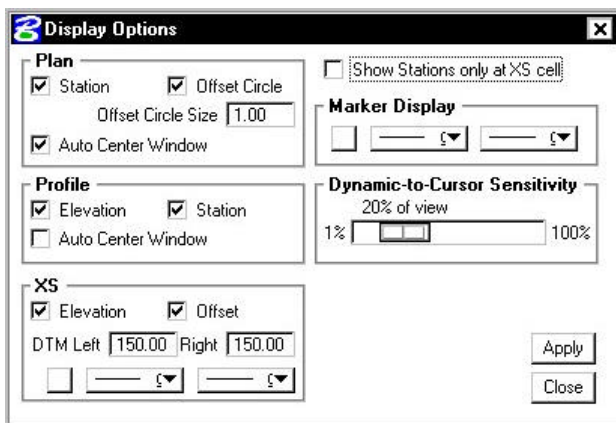 Display Options
Plan
Station Offset Circle
Offset Circle Size 1.00
Auto Center Window
Profile
Elevation Station
Auto Center Window
XS
Elevation Offset
DTM Left 150.00 Right 150.00
Show Stations only at XS cell
Marker Display
Dynamic-to-Cursor Sensitivity
20% of view
1% 100%
Apply
Close